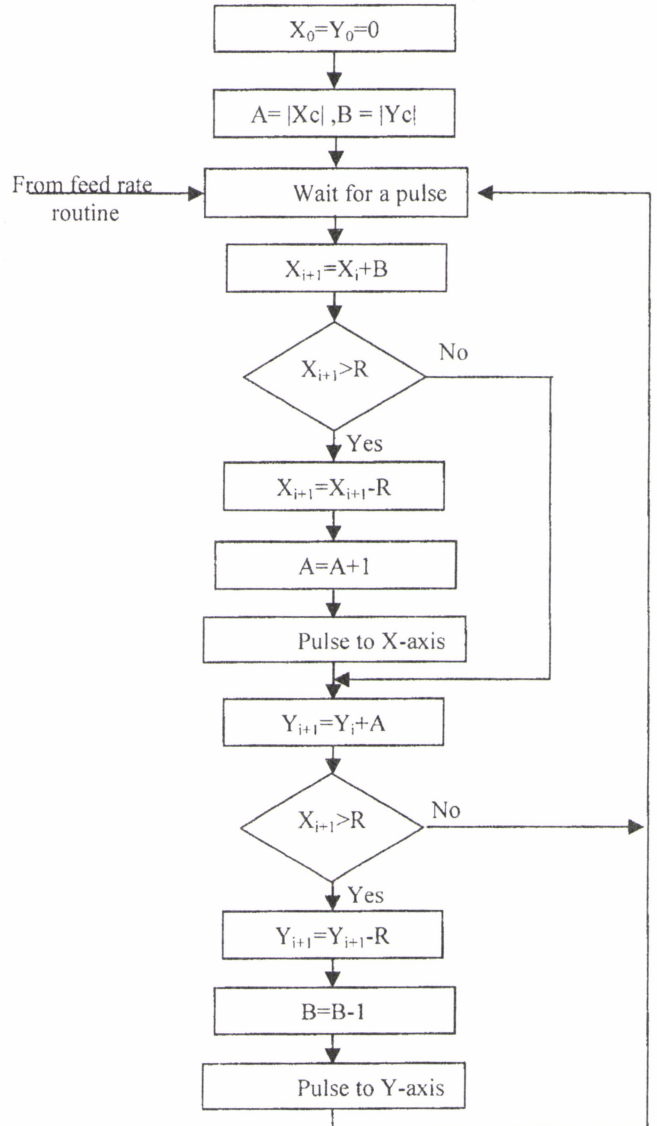 X₀=Y₀=0
A= |Xc| ,B = |Yc|
From feed rate
routine
Wait for a pulse
Xᵢ₊₁=Xᵢ+B
Xᵢ₊₁>R
No
Yes
Xᵢ₊₁=Xᵢ₊₁-R
A=A+1
Pulse to X-axis
Yᵢ₊₁=Yᵢ+A
Xᵢ₊₁>R
No
Yes
Yᵢ₊₁=Yᵢ₊₁-R
B=B-1
Pulse to Y-axis